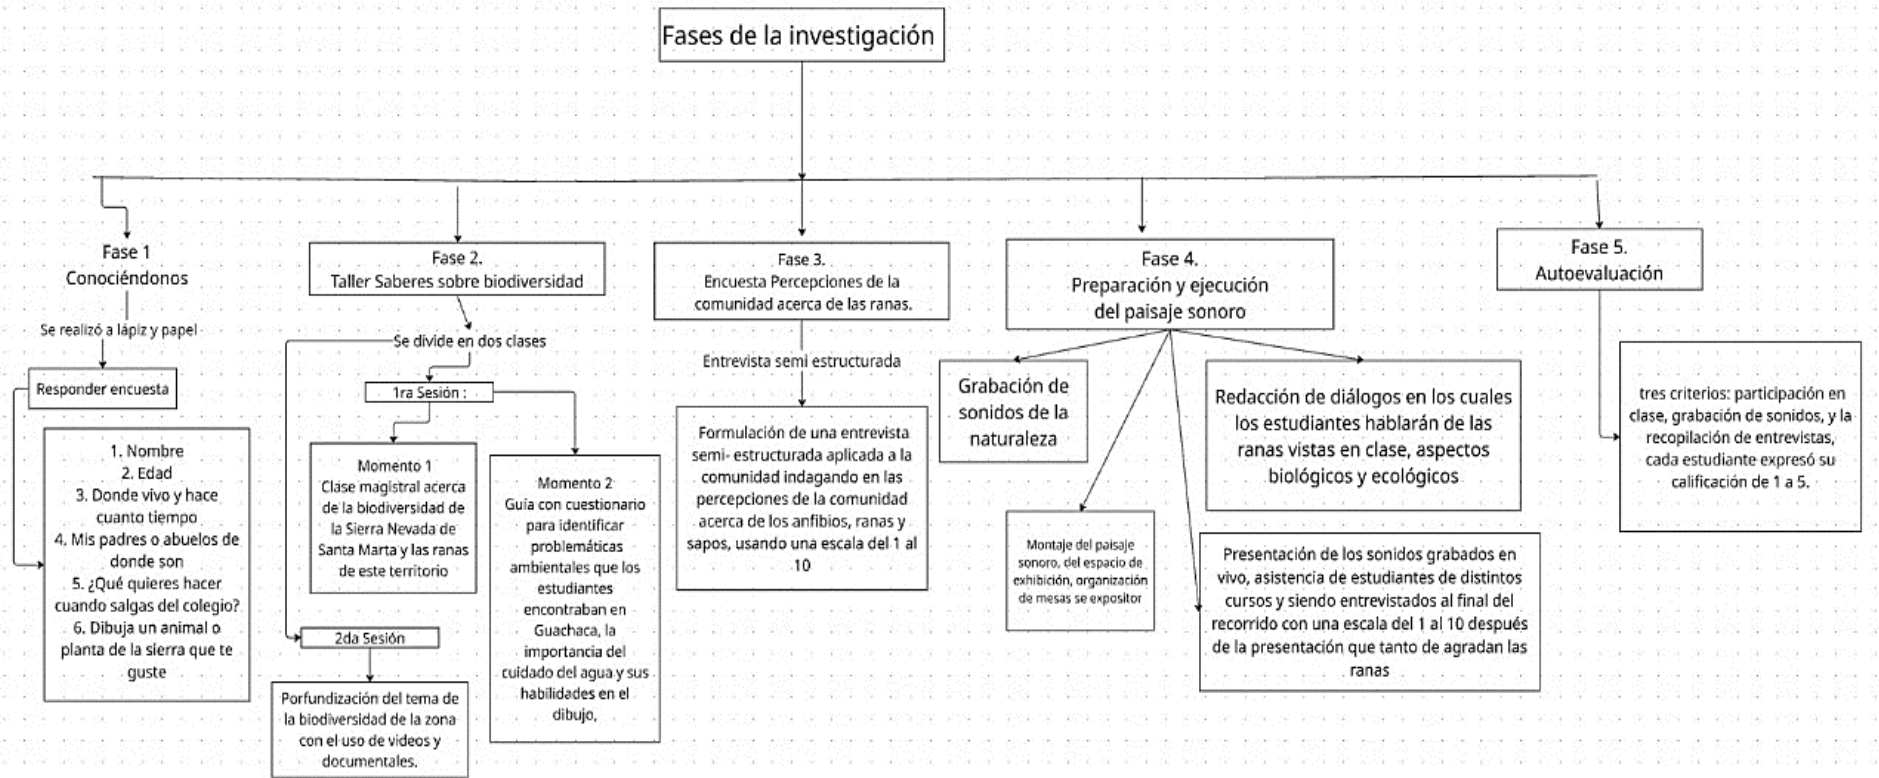 Fases de la investigación
Fase 1
Conociéndonos
Se realizó a lápiz y papel
Responder encuesta
1. Nombre
2. Edad
3. Donde vivo y hace
cuanto tiempo
4. Mis padres o abuelos de
donde son
5. ¿Qué quieres hacer
cuando salgas del colegio?
6. Dibuja un animal o
planta de la sierra que te
guste
Fase 2.
Taller Saberes sobre biodiversidad
Se divide en dos clases
1ra Sesión :
Momento 1
Clase magistral acerca
de la biodiversidad de
la Sierra Nevada de
Santa Marta y las ranas
de este territorio
Momento 2
Guía con cuestionario
para identificar
problemáticas
ambientales que los
estudiantes
encontraban en
Guachaca, la
importancia del
cuidado del agua y sus
habilidades en el
dibujo,
2da Sesión
Porfundización del tema de
la biodiversidad de la zona
con el uso de videos y
documentales.
Fase 3.
Encuesta Percepciones de la
comunidad acerca de las ranas.
Entrevista semi estructurada
Formulación de una entrevista
semi- estructurada aplicada a la
comunidad indagando en las
percepciones de la comunidad
acerca de los anfibios, ranas y
sapos, usando una escala del 1 al
10
Fase 4.
Preparación y ejecución
del paisaje sonoro
Grabación de
sonidos de la
naturaleza
Montaje del paisaje
sonoro, del espacio de
exhibición, organización
de mesas se expositor
Redacción de diálogos en los cuales
los estudiantes hablarán de las
ranas vistas en clase, aspectos
biológicos y ecológicos
Presentación de los sonidos grabados en
vivo, asistencia de estudiantes de distintos
cursos y siendo entrevistados al final del
recorrido con una escala del 1 al 10 después
de la presentación que tanto de agradan las
ranas
Fase 5.
Autoevaluación
tres criterios: participación en
clase, grabación de sonidos, y la
recopilación de entrevistas,
cada estudiante expresó su
calificación de 1 a 5.